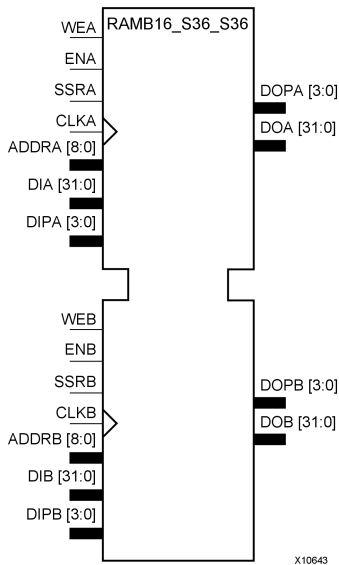 RAMB16_S36_S36
WEA
ENA
SSRA
CLKA
ADDRA [8:0]
DIA [31:0]
DIPA [3:0]
DOPA [3:0]
DOA [31:0]
WEB
ENB
SSRB
CLKB
ADDRB [8:0]
DIB [31:0]
DIPB [3:0]
DOPB [3:0]
DOB [31:0]
X10643